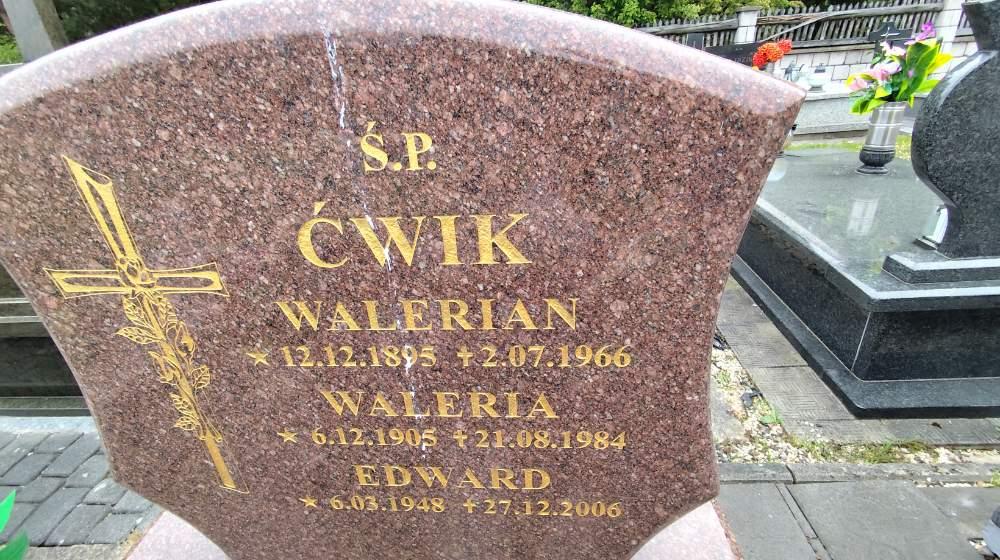 Ś.P.
ĆWIK
WALERIAN
★ 12.12.1895 ✝ 2.07.1966
WALERIA
★ 6.12.1905 ✝ 21.08.1984
EDWARD
★ 6.03.1948 ✝ 27.12.2006